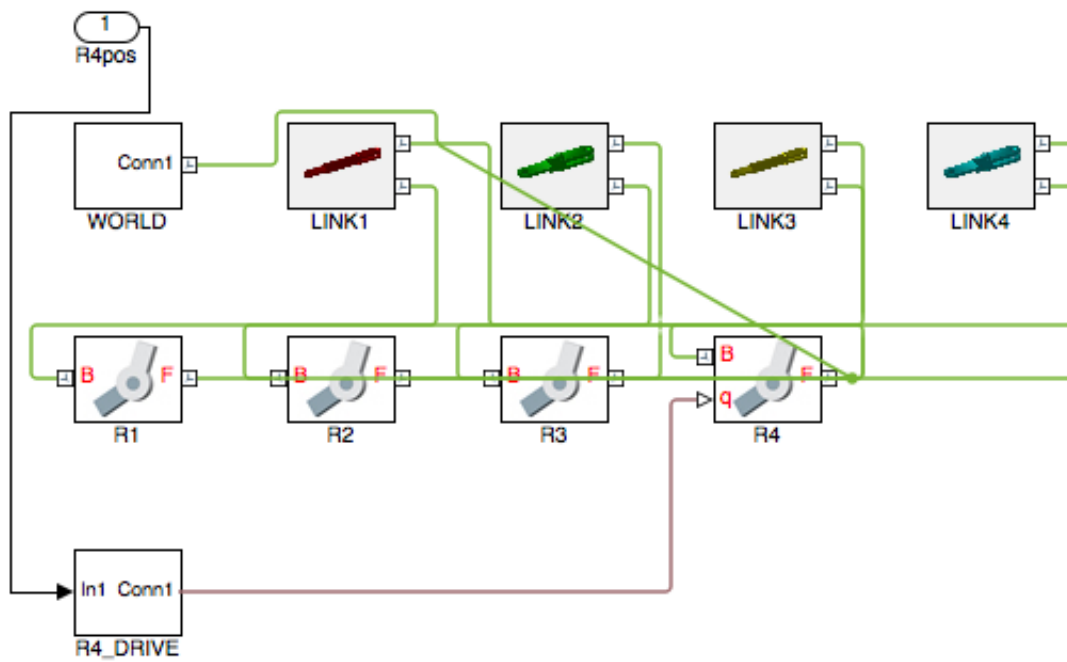 1
R4pos
Conn1
WORLD
LINK1
LINK2
LINK3
LINK4
B F
R1
B F
R2
B F
R3
B
F
q
R4
In1 Conn1
R4_DRIVE